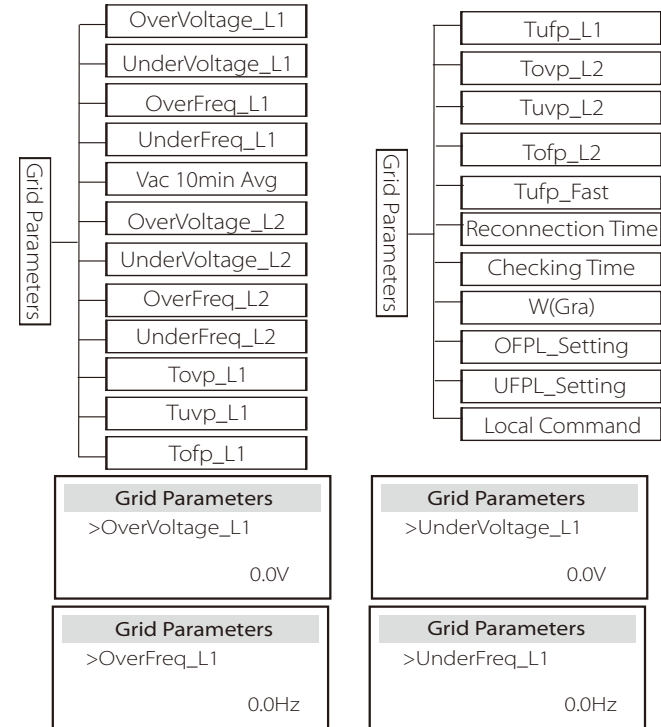 Grid Parameters
OverVoltage_L1
UnderVoltage_L1
OverFreq_L1
UnderFreq_L1
Vac 10min Avg
OverVoltage_L2
UnderVoltage_L2
OverFreq_L2
UnderFreq_L2
Tovp_L1
Tuvp_L1
Tofp_L1
Grid Parameters
Tufp_L1
Tovp_L2
Tuvp_L2
Tofp_L2
Tufp_Fast
Reconnection Time
Checking Time
W(Gra)
OFPL_Setting
UFPL_Setting
Local Command
Grid Parameters
>OverVoltage_L1
0.0V
Grid Parameters
>UnderVoltage_L1
0.0V
Grid Parameters
>OverFreq_L1
0.0Hz
Grid Parameters
>UnderFreq_L1
0.0Hz